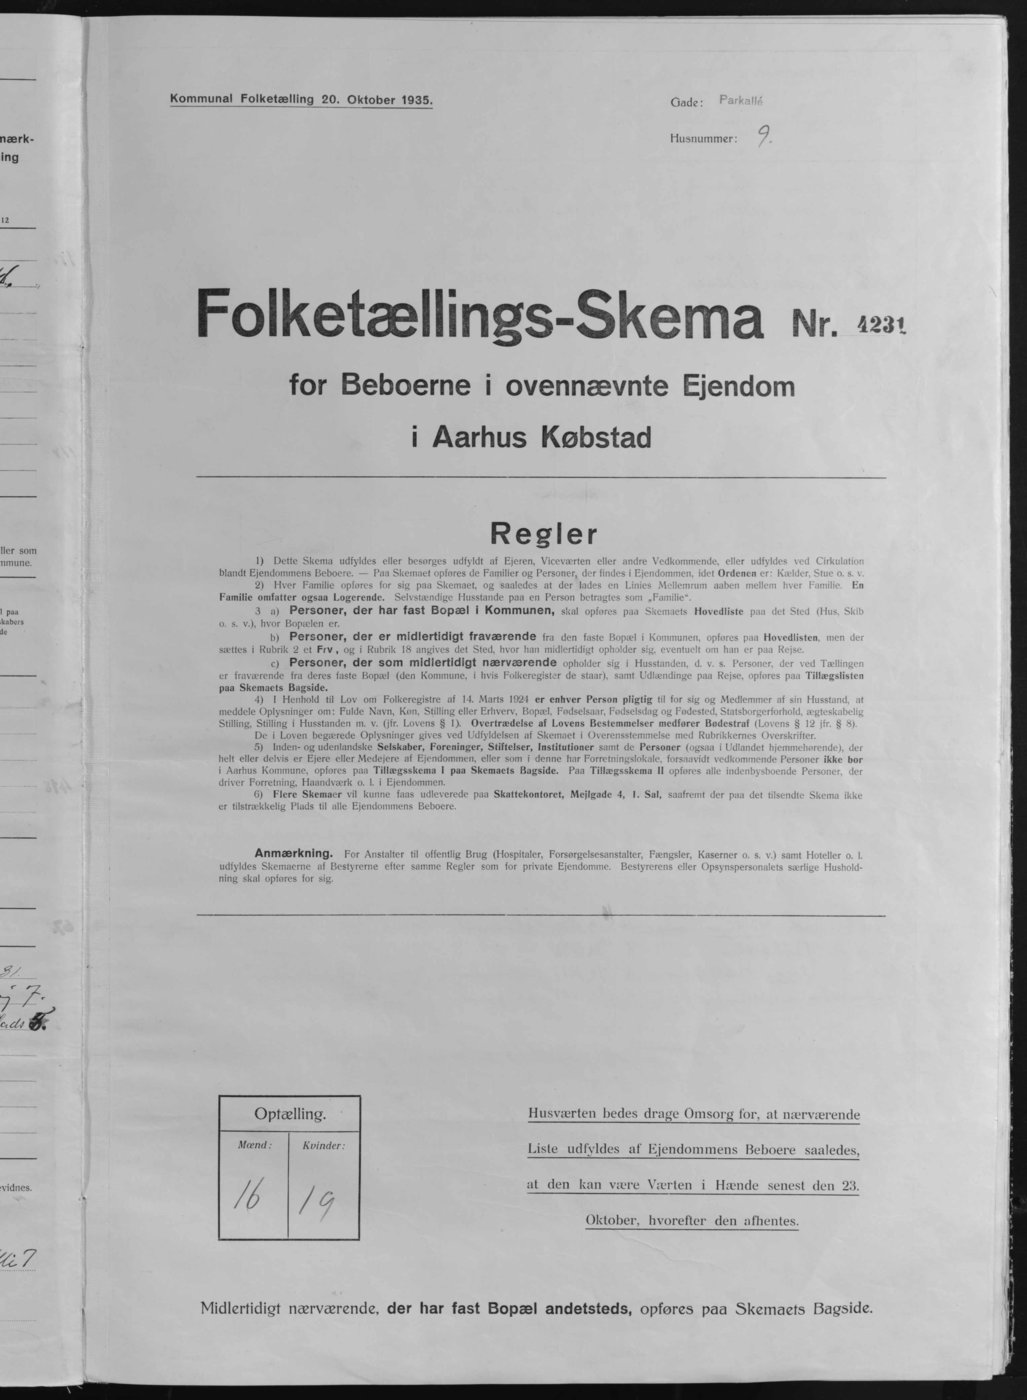 Kommunal Folketælling 20. Oktober 1935.
Gade: Parkallé
Husnummer: 9.
Folketællings-Skema Nr. 4231
for Beboerne i ovennævnte Ejendom
i Aarhus Købstad
Regler
1) Dette Skema udfyldes eller besørges udfyldt af Ejeren, Viceværten eller andre Vedkommende, eller udfyldes ved Cirkulation
blandt Ejendommens Beboere. — Paa Skemaet opføres de Familier og Personer, der findes i Ejendommen, idet Ordenen er: Kælder, Stue o. s. v.
2) Hver Familie opføres for sig paa Skemaet, og saaledes at der lades en Linies Mellemrum aaben mellem hver Familie. En
Familie omfatter ogsaa Logerende. Selvstændige Husstande paa en Person betragtes som „Familie".
3 a) Personer, der har fast Bopæl i Kommunen, skal opføres paa Skemaets Hovedliste paa det Sted (Hus, Skib
o. s. v.), hvor Bopælen er.
b) Personer, der er midlertidigt fraværende fra den faste Bopæl i Kommunen, opføres paa Hovedlisten, men der
sættes i Rubrik 2 et Frv, og i Rubrik 18 angives det Sted, hvor han midlertidigt opholder sig, eventuelt om han er paa Rejse.
c) Personer, der som midlertidigt nærværende opholder sig i Husstanden, d. v. s. Personer, der ved Tællingen
er fraværende fra deres faste Bopæl (den Kommune, i hvis Folkeregister de staar), samt Udlændinge paa Rejse, opføres paa Tillægslisten
paa Skemaets Bagside.
4) I Henhold til Lov om Folkeregistre af 14. Marts 1924 er enhver Person pligtig til for sig og Medlemmer af sin Husstand, at
meddele Oplysninger om: Fulde Navn, Køn, Stilling eller Erhverv, Bopæl, Fødselsaar, Fødselsdag og Fødested, Statsborgerforhold, ægteskabelig
Stilling, Stilling i Husstanden m. v. (jfr. Lovens § 1). Overtrædelse af Lovens Bestemmelser medfører Bødestraf (Lovens § 12 jfr. § 8).
De i Loven begærede Oplysninger gives ved Udfyldelsen af Skemaet i Overensstemmelse med Rubrikkernes Overskrifter.
5) Inden- og udenlandske Selskaber, Foreninger, Stiftelser, Institutioner samt de Personer (ogsaa i Udlandet hjemmehørende), der
helt eller delvis er Ejere eller Medejere af Ejendommen, eller som i denne har Forretningslokale, forsaavidt vedkommende Personer ikke bor
i Aarhus Kommune, opføres paa Tillægsskema I paa Skemaets Bagside. Paa Tillægsskema II opføres alle indenbysboende Personer, der
driver Forretning, Haandværk o. l. i Ejendommen.
6) Flere Skemaer vil kunne faas udleverede paa Skattekontoret, Mejlgade 4, 1. Sal, saafremt der paa det tilsendte Skema ikke
er tilstrækkelig Plads til alle Ejendommens Beboere.
Anmærkning. For Anstalter til offentlig Brug (Hospitaler, Forsørgelsesanstalter, Fængsler, Kaserner o. s. v.) samt Hoteller o. l.
udfyldes Skemaerne af Bestyrerne efter samme Regler som for private Ejendomme. Bestyrerens eller Opsynspersonalets særlige Hushold-
ning skal opføres for sig.
Optælling.
Mænd: Kvinder:
16 19
Husværten bedes drage Omsorg for, at nærværende
Liste udfyldes af Ejendommens Beboere saaledes,
at den kan være Værten i Hænde senest den 23.
Oktober, hvorefter den afhentes.
Midlertidigt nærværende, der har fast Bopæl andetsteds, opføres paa Skemaets Bagside.